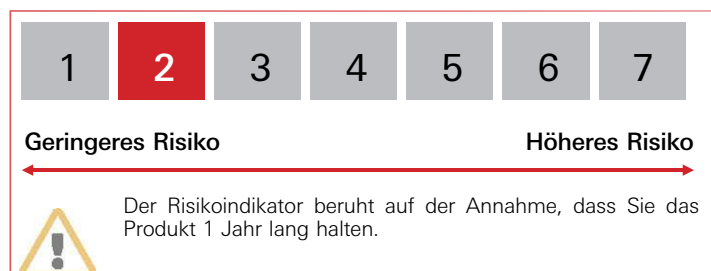 1 2 3 4 5 6 7
Geringeres Risiko Höheres Risiko
Der Risikoindikator beruht auf der Annahme, dass Sie das
Produkt 1 Jahr lang halten.
!